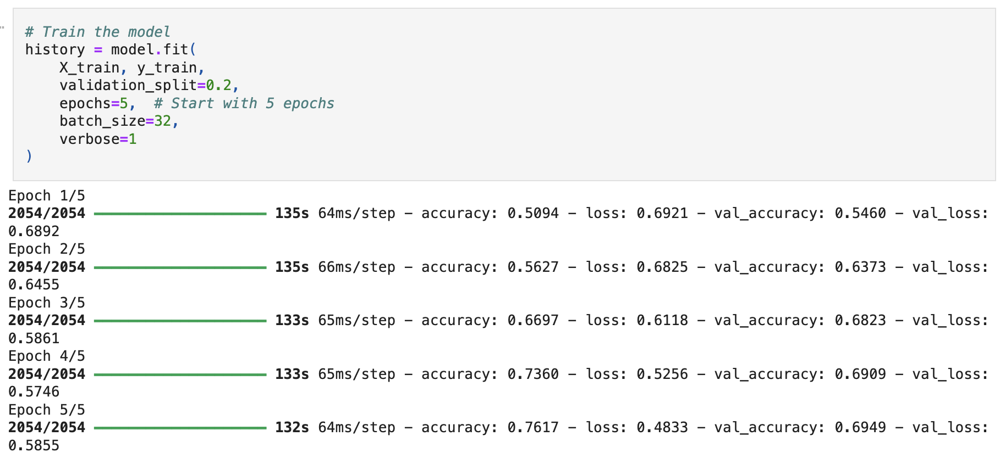 # Train the model
history = model.fit(
    X_train, y_train,
    validation_split=0.2,
    epochs=5,  # Start with 5 epochs
    batch_size=32,
    verbose=1
)
Epoch 1/5
2054/2054 ━━━━━━━━━━━━━━━━━━━━ 135s 64ms/step - accuracy: 0.5094 - loss: 0.6921 - val_accuracy: 0.5460 - val_loss:
0.6892
Epoch 2/5
2054/2054 ━━━━━━━━━━━━━━━━━━━━ 135s 66ms/step - accuracy: 0.5627 - loss: 0.6825 - val_accuracy: 0.6373 - val_loss:
0.6455
Epoch 3/5
2054/2054 ━━━━━━━━━━━━━━━━━━━━ 133s 65ms/step - accuracy: 0.6697 - loss: 0.6118 - val_accuracy: 0.6823 - val_loss:
0.5861
Epoch 4/5
2054/2054 ━━━━━━━━━━━━━━━━━━━━ 133s 65ms/step - accuracy: 0.7360 - loss: 0.5256 - val_accuracy: 0.6909 - val_loss:
0.5746
Epoch 5/5
2054/2054 ━━━━━━━━━━━━━━━━━━━━ 132s 64ms/step - accuracy: 0.7617 - loss: 0.4833 - val_accuracy: 0.6949 - val_loss:
0.5855